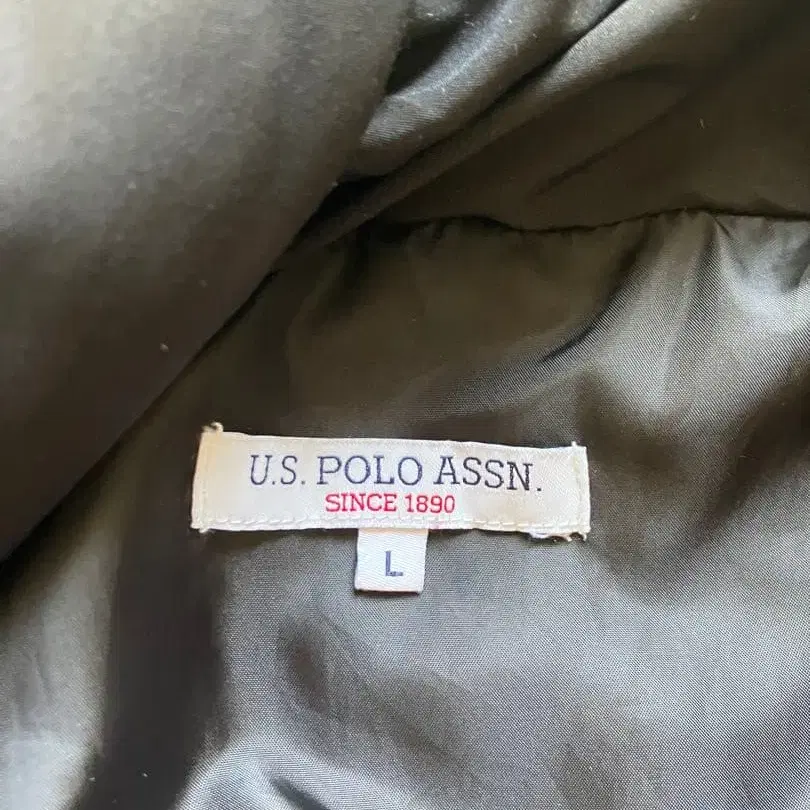 U.S. POLO ASSN.
SINCE 1890
L